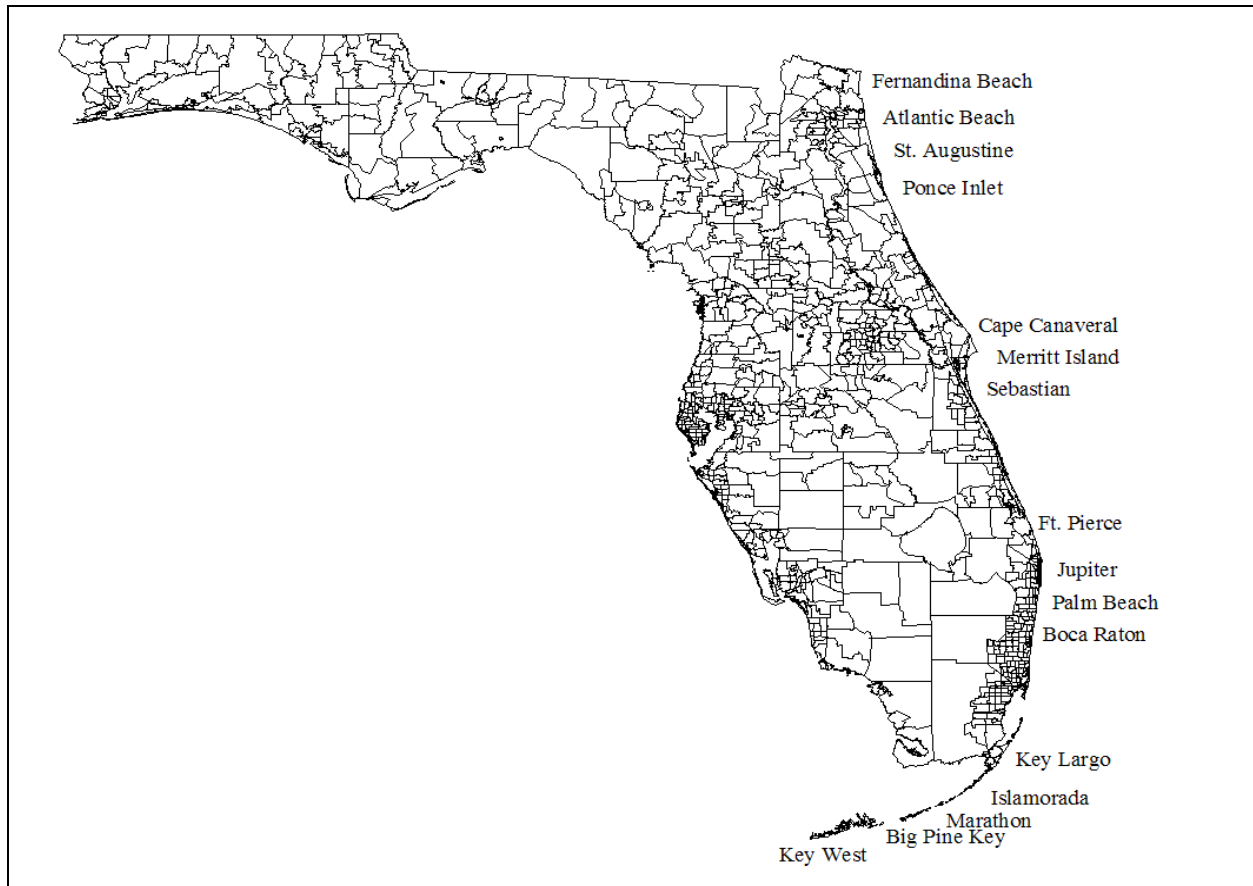 Fernandina Beach
Atlantic Beach
St. Augustine
Ponce Inlet
Cape Canaveral
Merritt Island
Sebastian
Ft. Pierce
Jupiter
Palm Beach
Boca Raton
Key Largo
Islamorada
Marathon
Big Pine Key
Key West